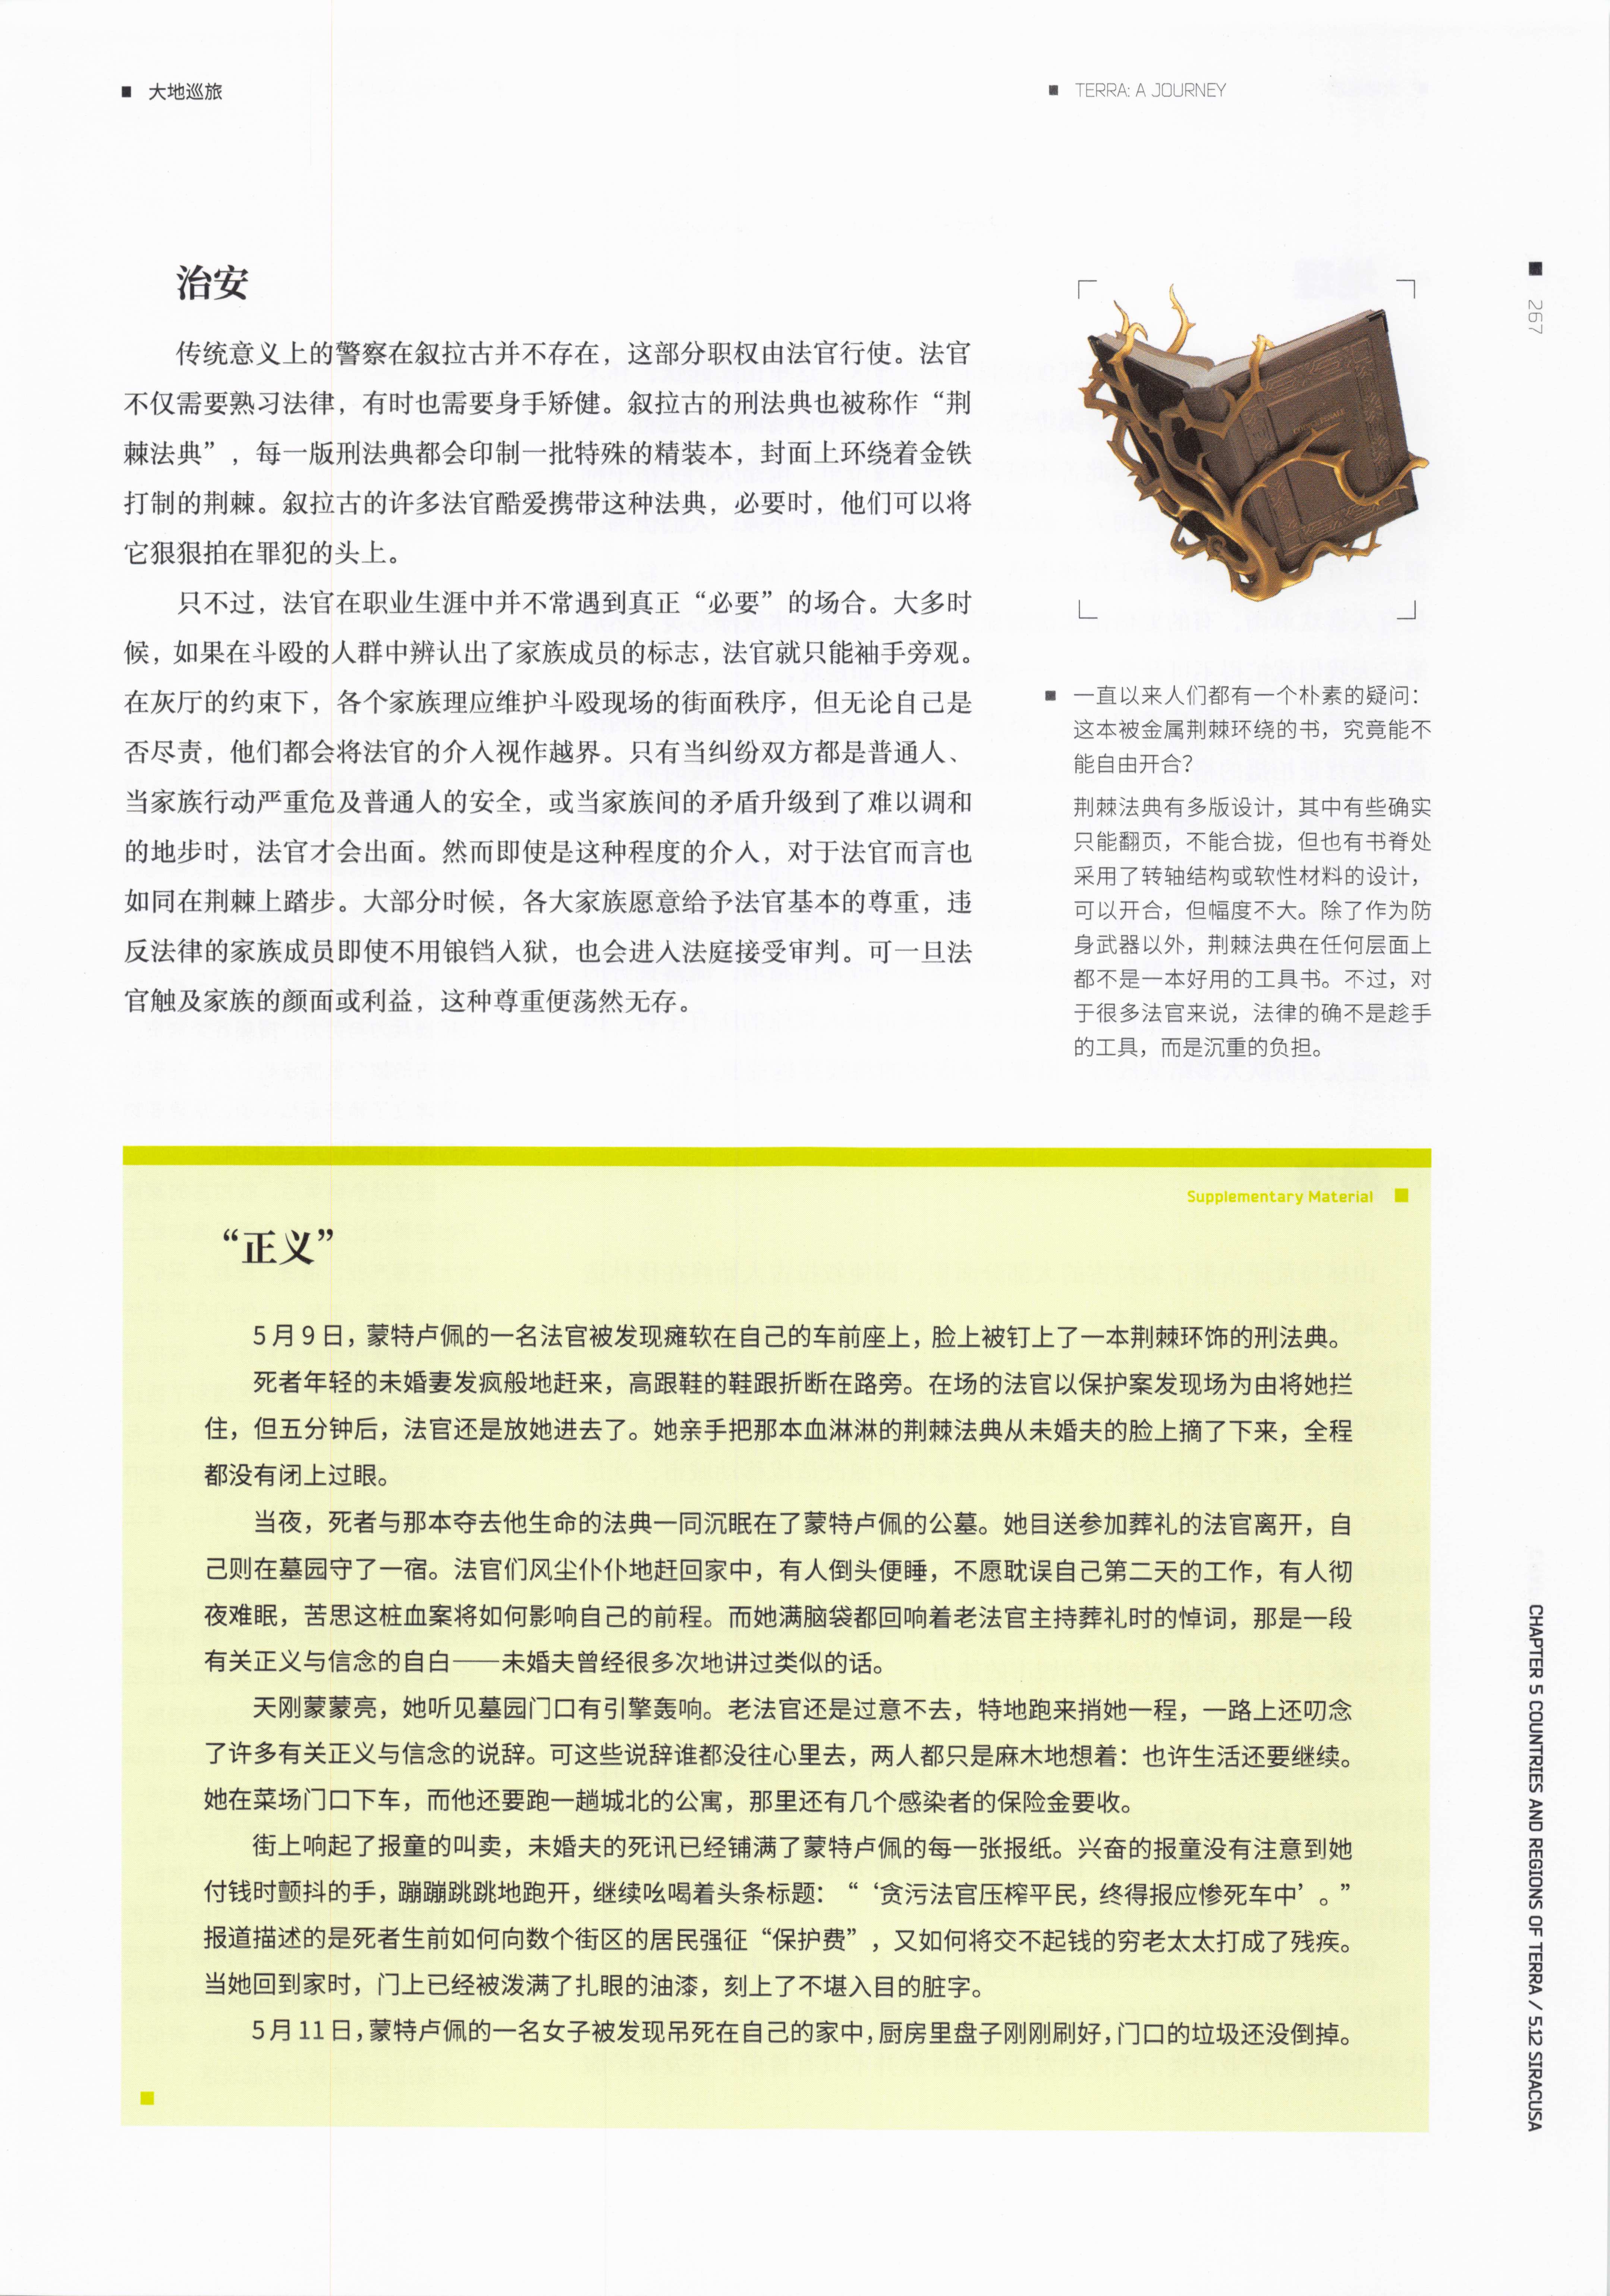 大地巡旅
TERRA: A JOURNEY
267
治安
传统意义上的警察在叙拉古并不存在，这部分职权由法官行使。法官
不仅需要熟习法律，有时也需要身手矫健。叙拉古的刑法典也被称作“荆
棘法典”，每一版刑法典都会印制一批特殊的精装本，封面上环绕着金铁
打制的荆棘。叙拉古的许多法官酷爱携带这种法典，必要时，他们可以将
它狠狠拍在罪犯的头上。
只不过，法官在职业生涯中并不常遇到真正“必要”的场合。大多时
候，如果在斗殴的人群中辨认出了家族成员的标志，法官就只能袖手旁观。
在灰厅的约束下，各个家族理应维护斗殴现场的街面秩序，但无论自己是
否尽责，他们都会将法官的介入视作越界。只有当纠纷双方都是普通人、
当家族行动严重危及普通人的安全，或当家族间的矛盾升级到了难以调和
的地步时，法官才会出面。然而即使是这种程度的介入，对于法官而言也
如同在荆棘上踏步。大部分时候，各大家族愿意给予法官基本的尊重，违
反法律的家族成员即使不用锒铛入狱，也会进入法庭接受审判。可一旦法
官触及家族的颜面或利益，这种尊重便荡然无存。
一直以来人们都有一个朴素的疑问：
这本被金属荆棘环绕的书，究竟能不
能自由开合？
荆棘法典有多版设计，其中有些确实
只能翻页，不能合拢，但也有书脊处
采用了转轴结构或软性材料的设计，
可以开合，但幅度不大。除了作为防
身武器以外，荆棘法典在任何层面上
都不是一本好用的工具书。不过，对
于很多法官来说，法律的确不是趁手
的工具，而是沉重的负担。
Supplementary Material
“正义”
5月9日，蒙特卢佩的一名法官被发现瘫软在自己的车前座上，脸上被钉上了一本荆棘环饰的刑法典。
死者年轻的未婚妻发疯般地赶来，高跟鞋的鞋跟折断在路旁。在场的法官以保护案发现场为由将她拦
住，但五分钟后，法官还是放她进去了。她亲手把那本血淋淋的荆棘法典从未婚夫的脸上摘了下来，全程
都没有闭上过眼。
当夜，死者与那本夺去他生命的法典一同沉眠在了蒙特卢佩的公墓。她目送参加葬礼的法官离开，自
己则在墓园守了一宿。法官们风尘仆仆地赶回家中，有人倒头便睡，不愿耽误自己第二天的工作，有人彻
夜难眠，苦思这桩血案将如何影响自己的前程。而她满脑袋都回响着老法官主持葬礼时的悼词，那是一段
有关正义与信念的自白——未婚夫曾经很多次地讲过类似的话。
天刚蒙蒙亮，她听见墓园门口有引擎轰响。老法官还是过意不去，特地跑来捎她一程，一路上还叨念
了许多有关正义与信念的说辞。可这些说辞谁都没往心里去，两人都只是麻木地想着：也许生活还要继续。
她在菜场门口下车，而他还要跑一趟城北的公寓，那里还有几个感染者的保险金要收。
街上响起了报童的叫卖，未婚夫的死讯已经铺满了蒙特卢佩的每一张报纸。兴奋的报童没有注意到她
付钱时颤抖的手，蹦蹦跳跳地跑开，继续吆喝着头条标题：“‘贪污法官压榨平民，终得报应惨死车中’。”
报道描述的是死者生前如何向数个街区的居民强征“保护费”，又如何将交不起钱的穷老太太打成了残疾。
当她回到家时，门上已经被泼满了扎眼的油漆，刻上了不堪入目的脏字。
5月11日，蒙特卢佩的一名女子被发现吊死在自己的家中，厨房里盘子刚刚刷好，门口的垃圾还没倒掉。
CHAPTER 5 COUNTRIES AND REGIONS OF TERRA / 5.12 SIRACUSA